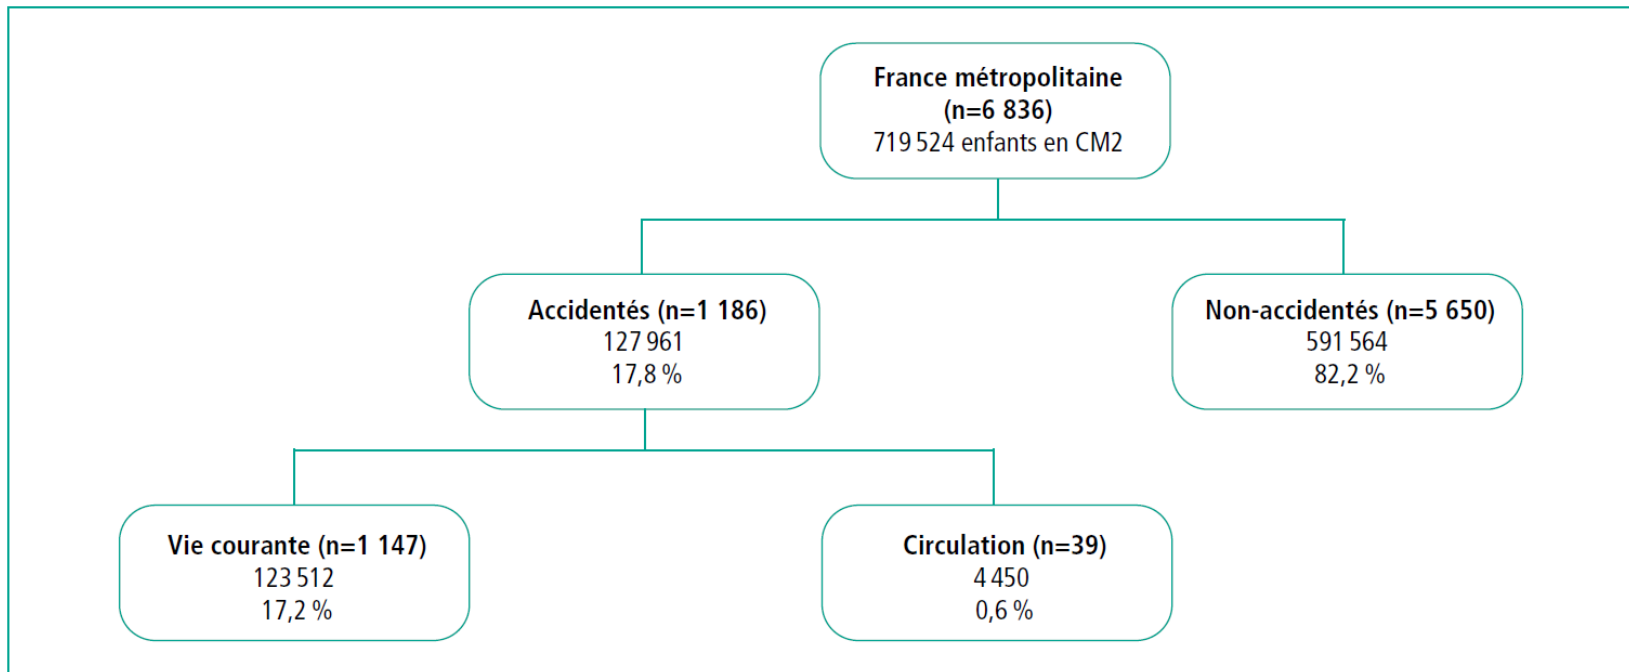 France métropolitaine
(n=6 836)
719 524 enfants en CM2
Accidentés (n=1 186)
127 961
17,8 %
Non-accidentés (n=5 650)
591 564
82,2 %
Vie courante (n=1 147)
123 512
17,2 %
Circulation (n=39)
4 450
0,6 %